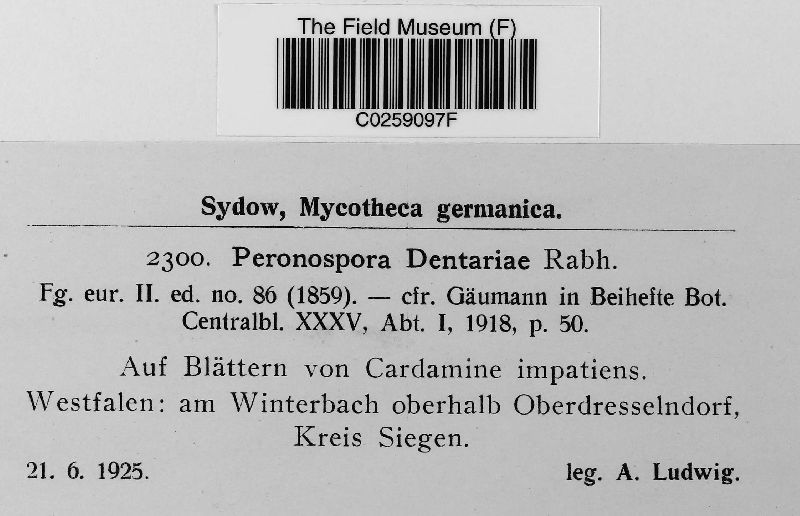 The Field Museum (F)
C0259097F
Sydow, Mycotheca germanica.
2300. Peronospora Dentariae Rabh.
Fg. eur. II. ed. no. 86 (1859). — cfr. Gäumann in Beihefte Bot.
Centralbl. XXXV, Abt. I, 1918, p. 50.
Auf Blättern von Cardamine impatiens.
Westfalen: am Winterbach oberhalb Oberdresselndorf,
Kreis Siegen.
21. 6. 1925. leg. A. Ludwig.